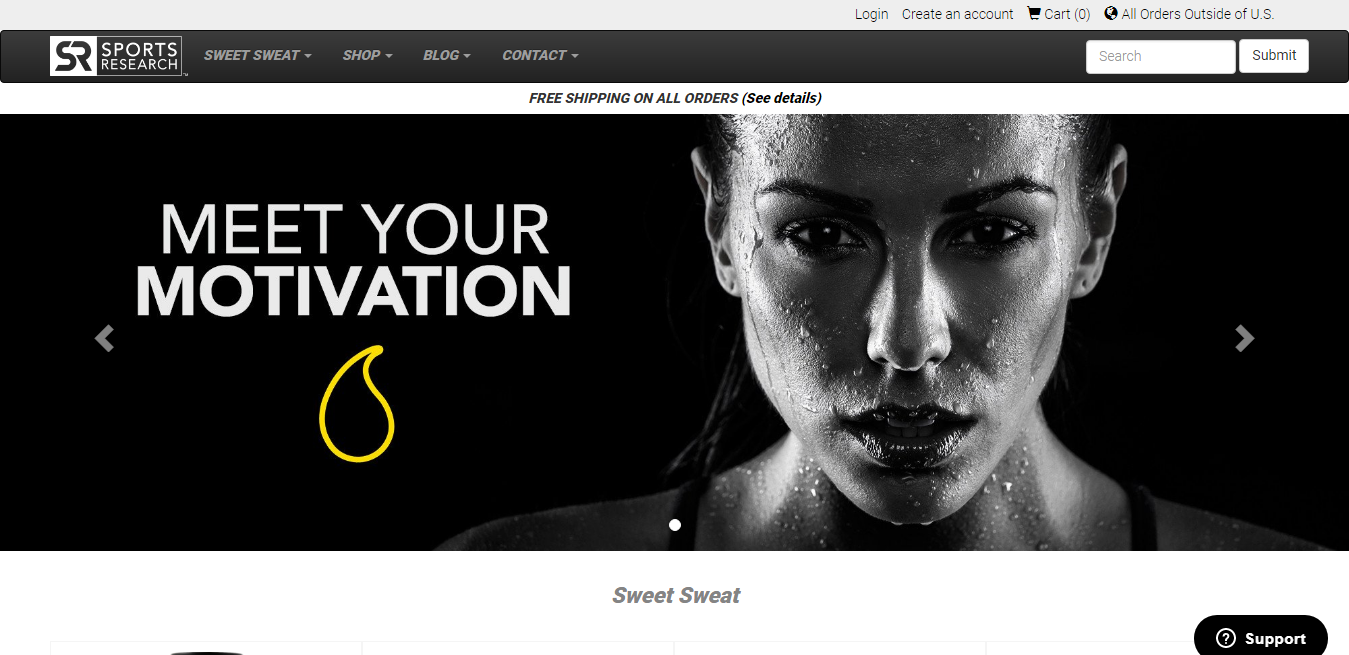 Login Create an account Cart (0) All Orders Outside of U.S.
SR SPORTS RESEARCH™ SWEET SWEAT SHOP BLOG CONTACT Search Submit
FREE SHIPPING ON ALL ORDERS (See details)
MEET YOUR
MOTIVATION
Sweet Sweat
Support